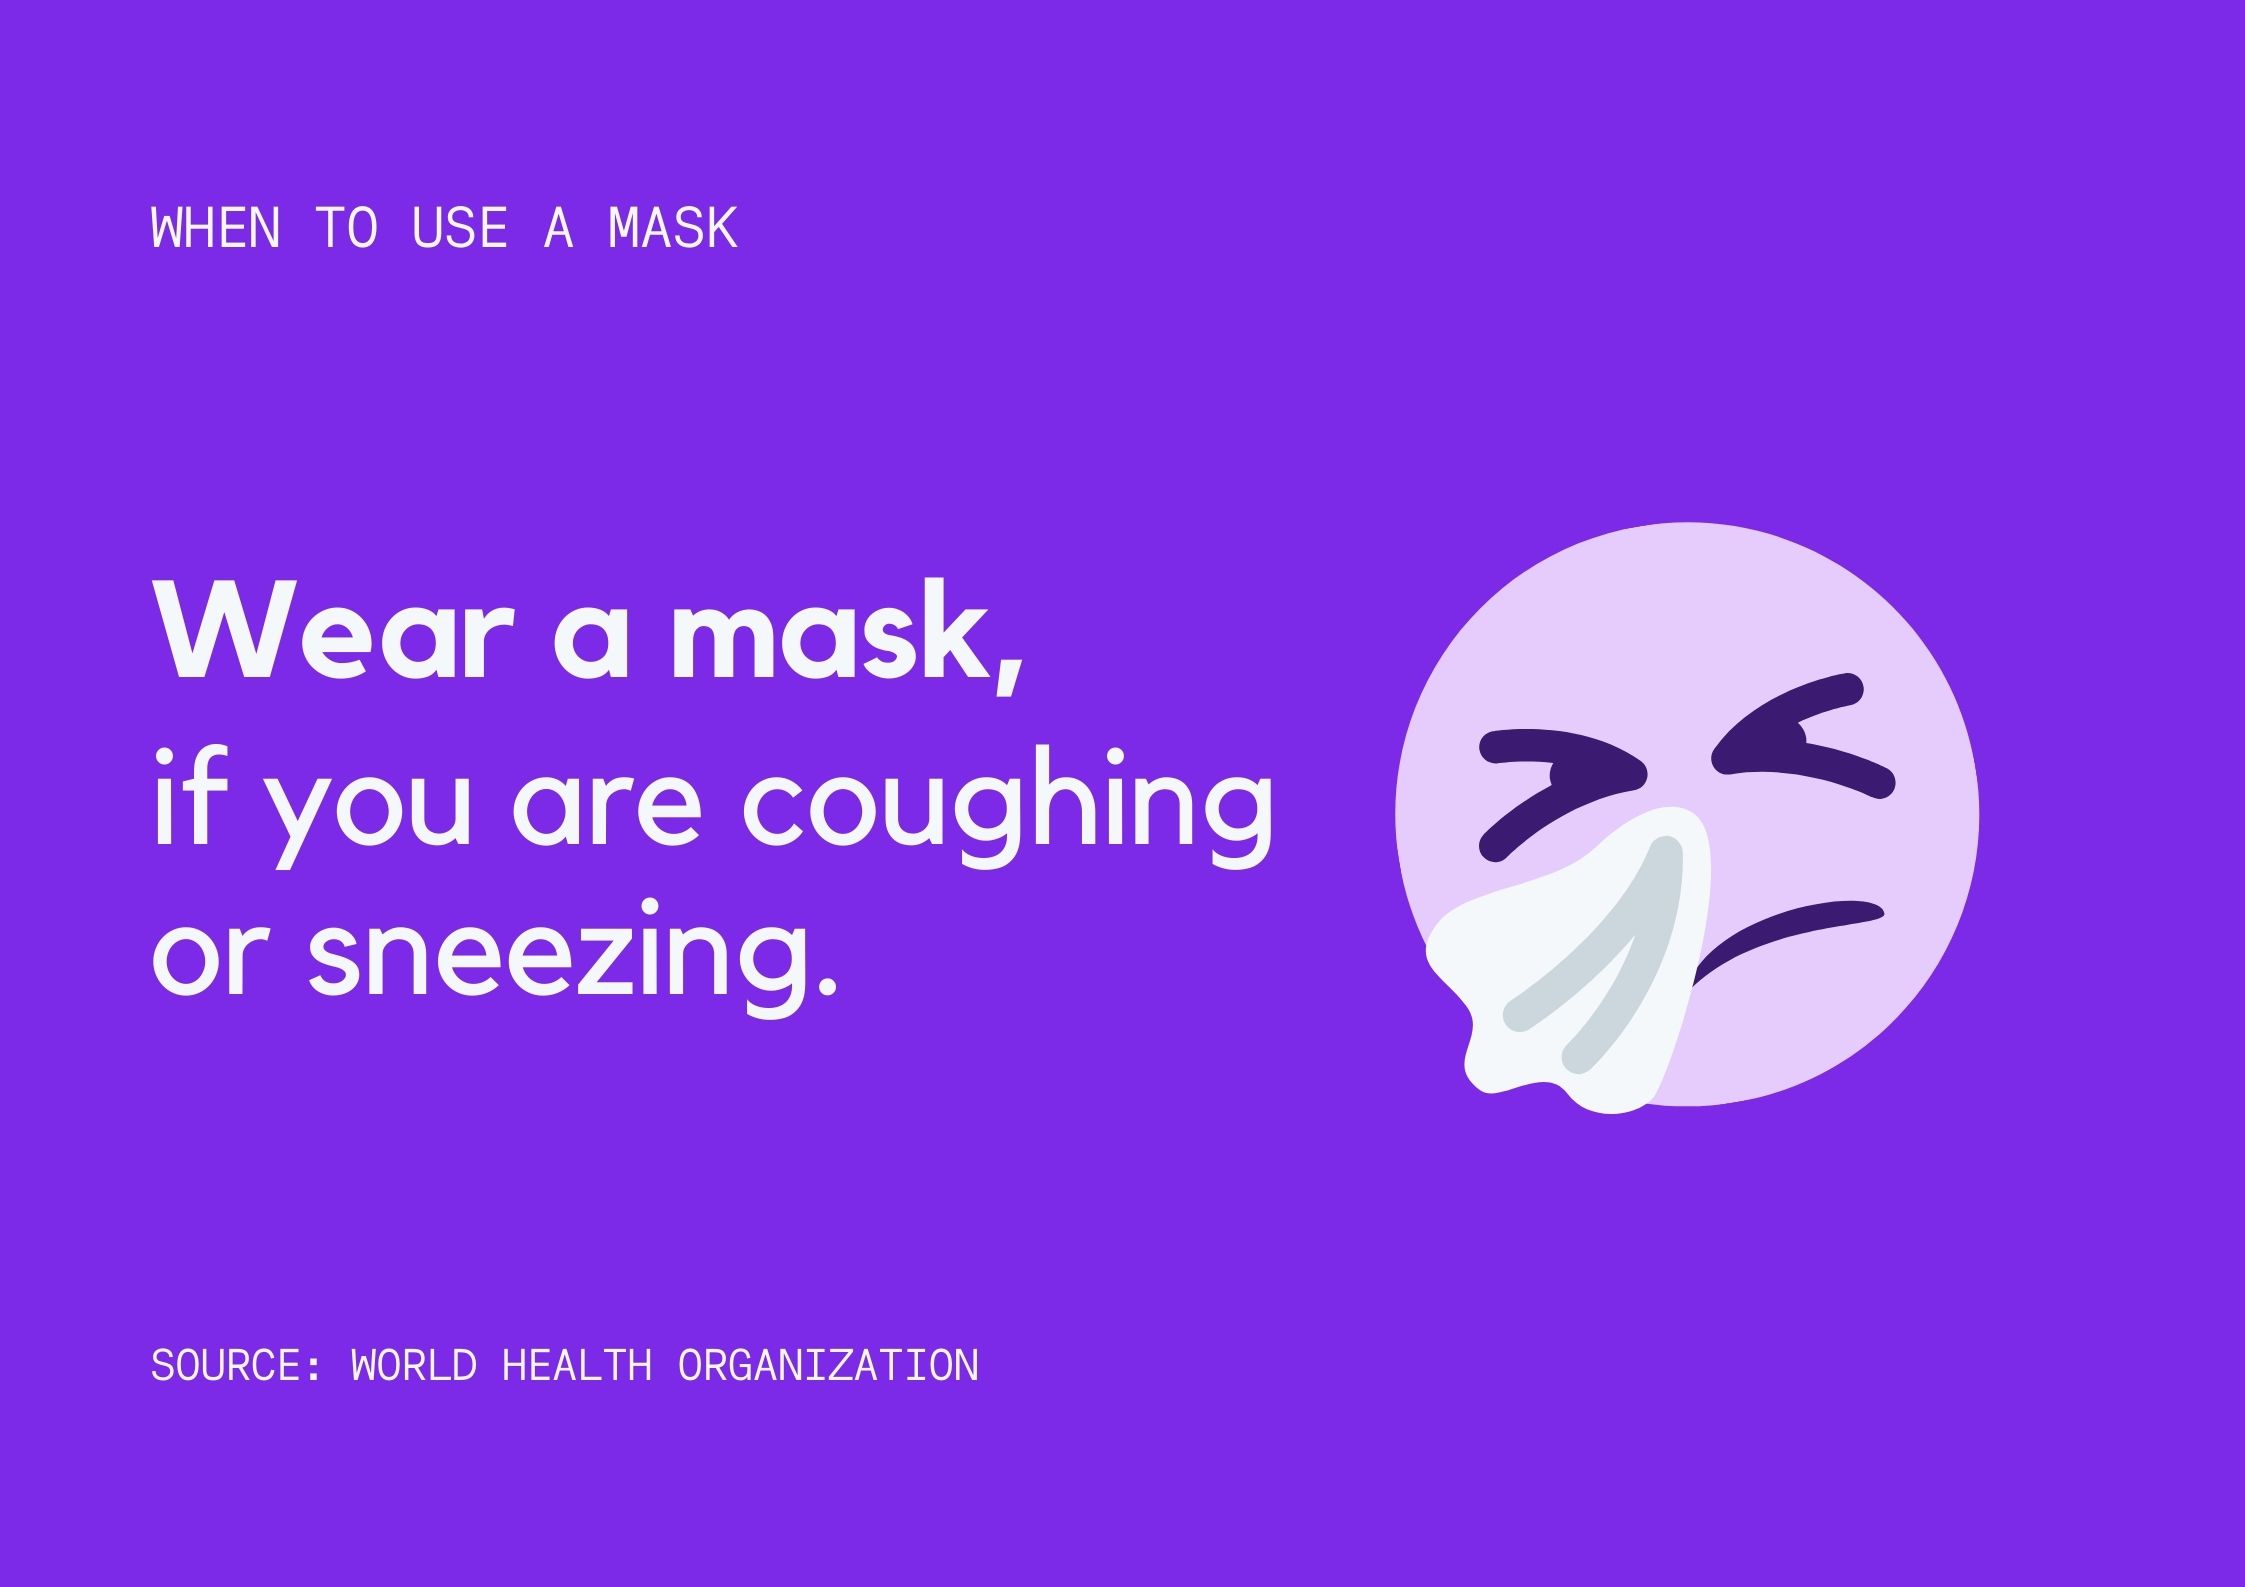 WHEN TO USE A MASK
Wear a mask,
if you are coughing
or sneezing.
SOURCE: WORLD HEALTH ORGANIZATION